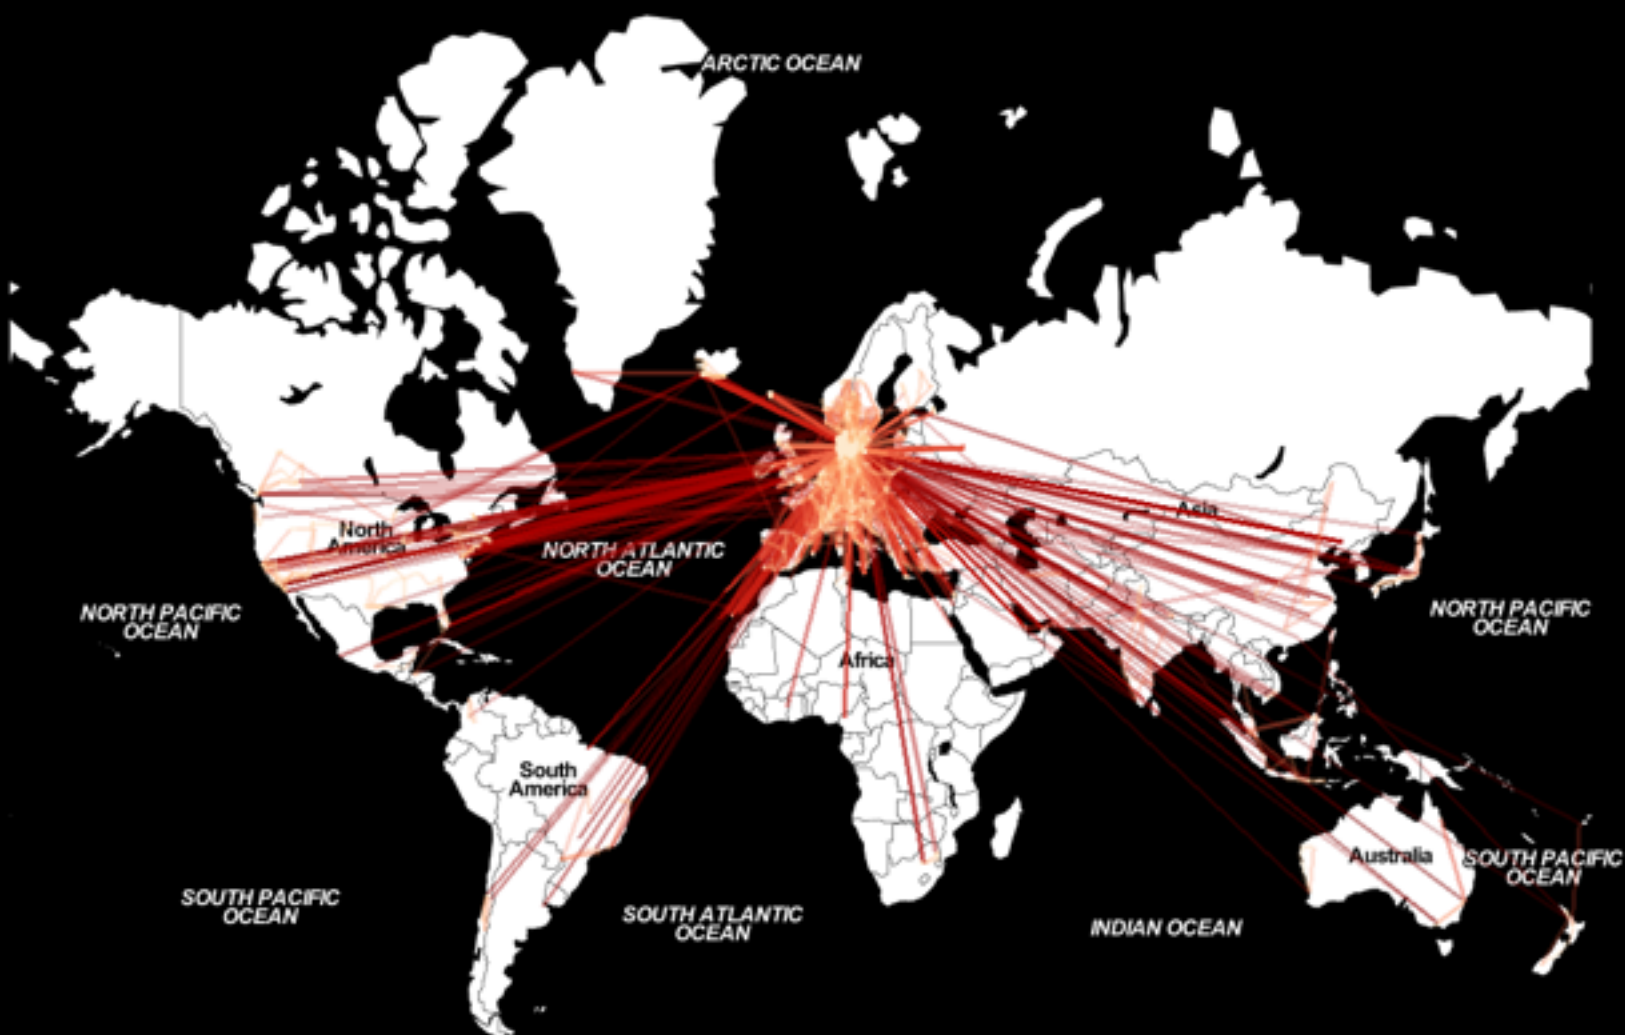 ARCTIC OCEAN
Asia
North
America
NORTH ATLANTIC
OCEAN
NORTH PACIFIC
OCEAN
NORTH PACIFIC
OCEAN
Africa
South
America
Australia
SOUTH PACIFIC
OCEAN
SOUTH PACIFIC
OCEAN
SOUTH ATLANTIC
OCEAN
INDIAN OCEAN